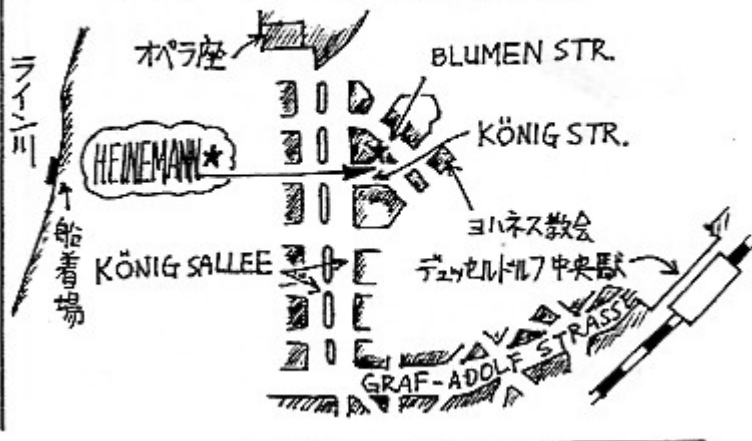 オペラ座
BLUMEN STR.
ライン川
HEINEMANN★
KÖNIG STR.
↑船着場
ヨハネス教会
KÖNIG SALLEE
デュッセルドルフ中央駅
GRAF-ADOLF STRASSE